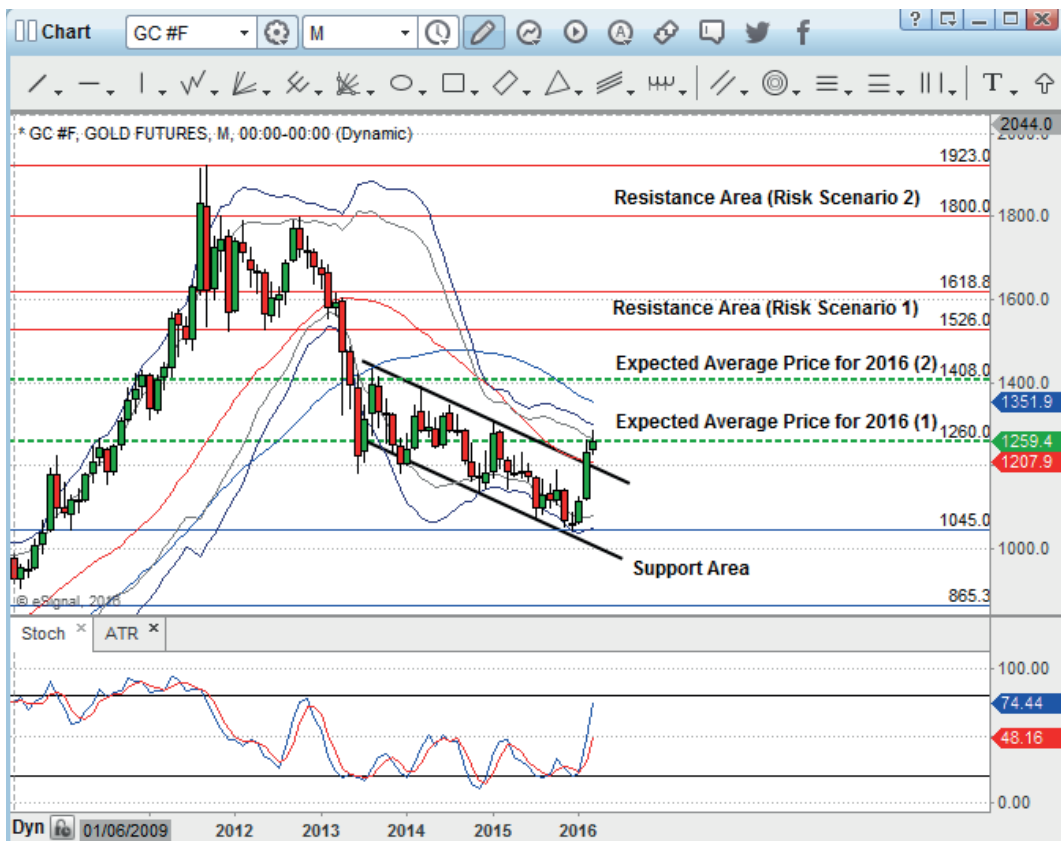 Chart GC #F M
* GC #F, GOLD FUTURES, M, 00:00-00:00 (Dynamic)
2044.0
1923.0
Resistance Area (Risk Scenario 2)
1800.0
1800.0
1618.8
1600.0
Resistance Area (Risk Scenario 1)
1526.0
Expected Average Price for 2016 (2)
1408.0
1400.0
1351.9
Expected Average Price for 2016 (1)
1260.0
1259.4
1207.9
1045.0
1000.0
Support Area
865.3
© eSignal, 2016
Stoch ATR
100.00
74.44
48.16
0.00
Dyn 01/06/2009 2012 2013 2014 2015 2016